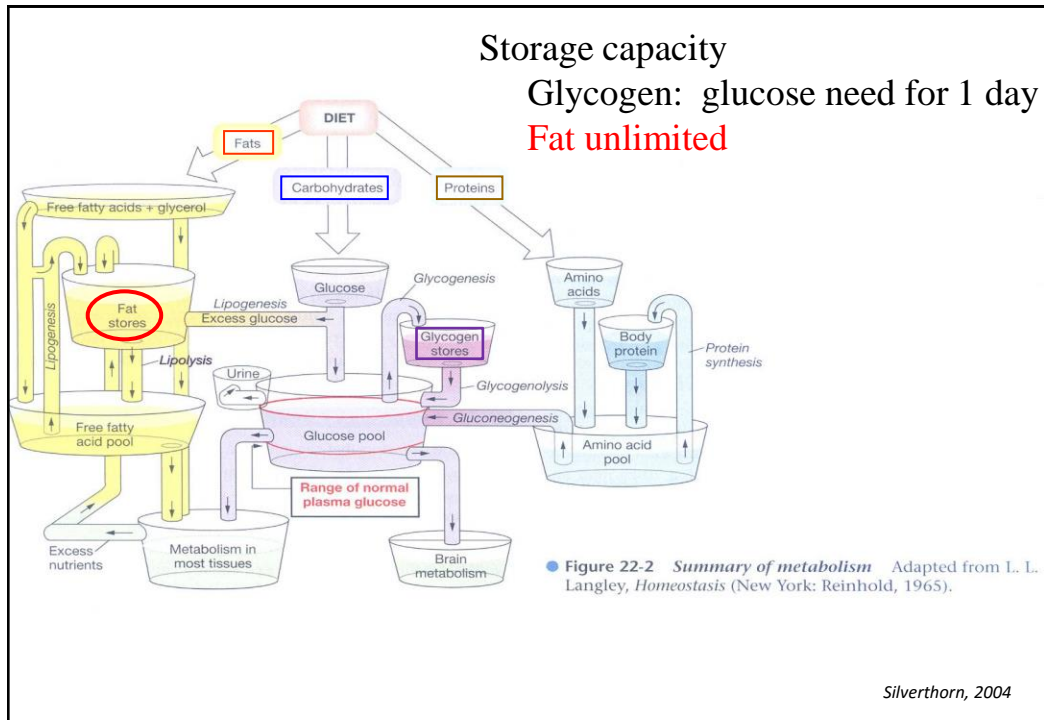 Storage capacity
Glycogen: glucose need for 1 day
Fat unlimited
DIET
Fats
Carbohydrates
Proteins
Free fatty acids + glycerol
Glucose
Glycogenesis
Amino
acids
Fat
stores
Lipogenesis
Lipogenesis
Excess glucose
Glycogen
stores
Body
protein
Protein
synthesis
Lipolysis
Urine
Glycogenolysis
Gluconeogenesis
Free fatty
acid pool
Glucose pool
Amino acid
pool
Range of normal
plasma glucose
Excess
nutrients
Metabolism in
most tissues
Brain
metabolism
Figure 22-2 Summary of metabolism Adapted from L. L.
Langley, Homeostasis (New York: Reinhold, 1965).
Silverthorn, 2004